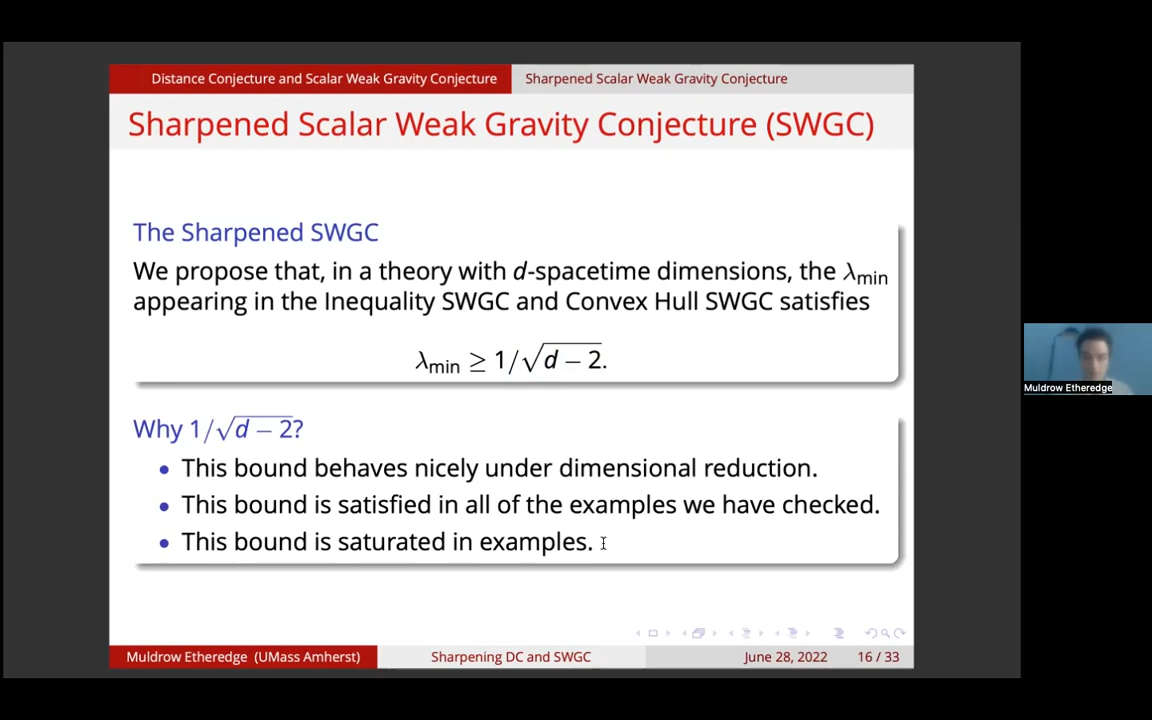 Distance Conjecture and Scalar Weak Gravity Conjecture Sharpened Scalar Weak Gravity Conjecture
Sharpened Scalar Weak Gravity Conjecture (SWGC)
The Sharpened SWGC
We propose that, in a theory with d-spacetime dimensions, the λmin
appearing in the Inequality SWGC and Convex Hull SWGC satisfies
λmin ≥ 1/√d − 2.
Why 1/√d − 2?
• This bound behaves nicely under dimensional reduction.
• This bound is satisfied in all of the examples we have checked.
• This bound is saturated in examples.
Muldrow Etheredge (UMass Amherst) Sharpening DC and SWGC June 28, 2022 16 / 33
Muldrow Etheredge